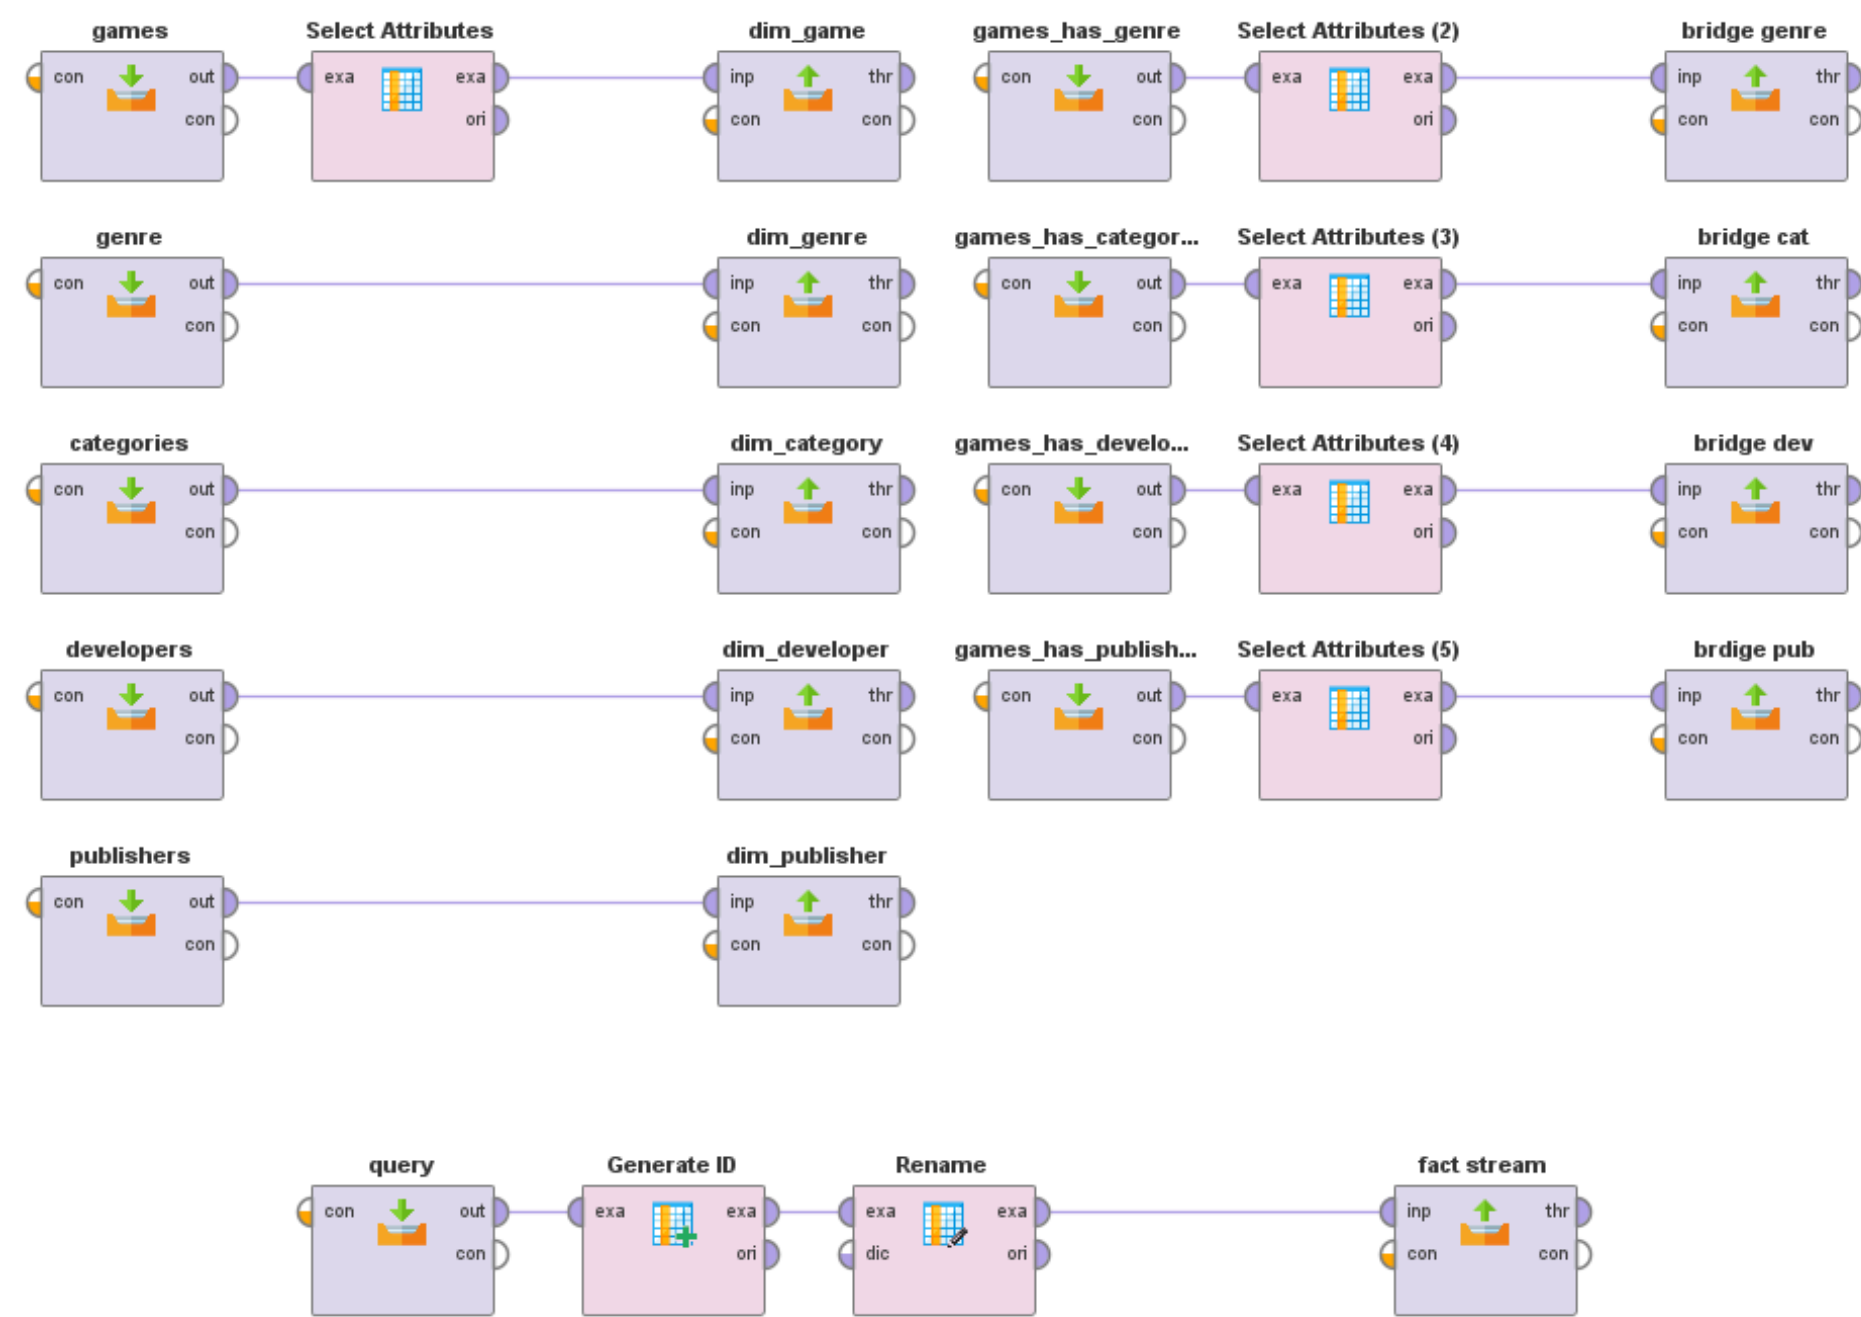 games Select Attributes dim_game games_has_genre Select Attributes (2) bridge genre
con out exa exa inp thr con out exa exa inp thr
con ori con con con ori con con
genre dim_genre games_has_categor... Select Attributes (3) bridge cat
con out inp thr con out exa exa inp thr
con con con con ori con con
categories dim_category games_has_develo... Select Attributes (4) bridge dev
con out inp thr con out exa exa inp thr
con con con con ori con con
developers dim_developer games_has_publish... Select Attributes (5) brdige pub
con out inp thr con out exa exa inp thr
con con con con ori con con
publishers dim_publisher
con out inp thr
con con con
query Generate ID Rename fact stream
con out exa exa exa exa inp thr
con ori dic ori con con